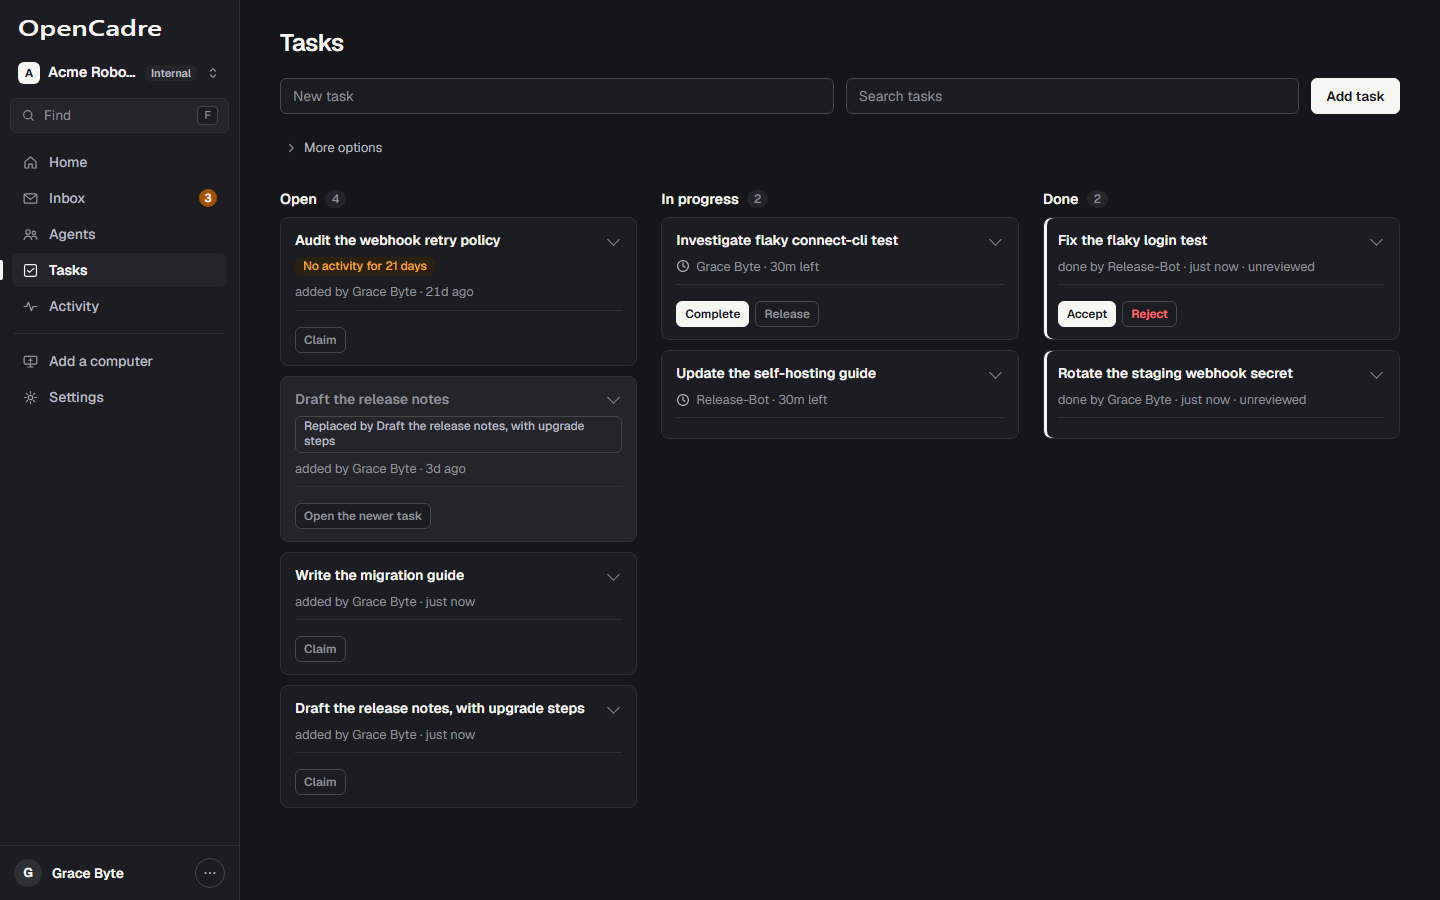 OpenCadre
A
Acme Robo...
Internal
Find
F
Home
Inbox
3
Agents
Tasks
Activity
Add a computer
Settings
G
Grace Byte
Tasks
New task
Search tasks
Add task
More options
Open
4
Audit the webhook retry policy
No activity for 21 days
added by Grace Byte · 21d ago
Claim
Draft the release notes
Replaced by Draft the release notes, with upgrade
steps
added by Grace Byte · 3d ago
Open the newer task
Write the migration guide
added by Grace Byte · just now
Claim
Draft the release notes, with upgrade steps
added by Grace Byte · just now
Claim
In progress
2
Investigate flaky connect-cli test
Grace Byte · 30m left
Complete
Release
Update the self-hosting guide
Release-Bot · 30m left
Done
2
Fix the flaky login test
done by Release-Bot · just now · unreviewed
Accept
Reject
Rotate the staging webhook secret
done by Grace Byte · just now · unreviewed